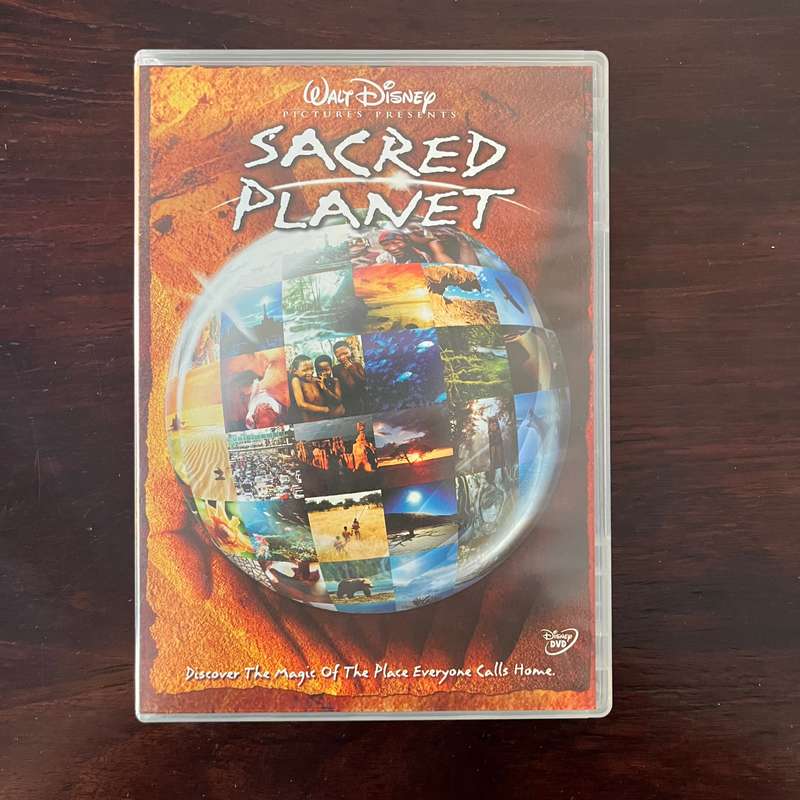 WALT DISNEY
PICTURES PRESENTS
SACRED
PLANET
DISNEY
DVD
Discover The Magic Of The Place Everyone Calls Home.